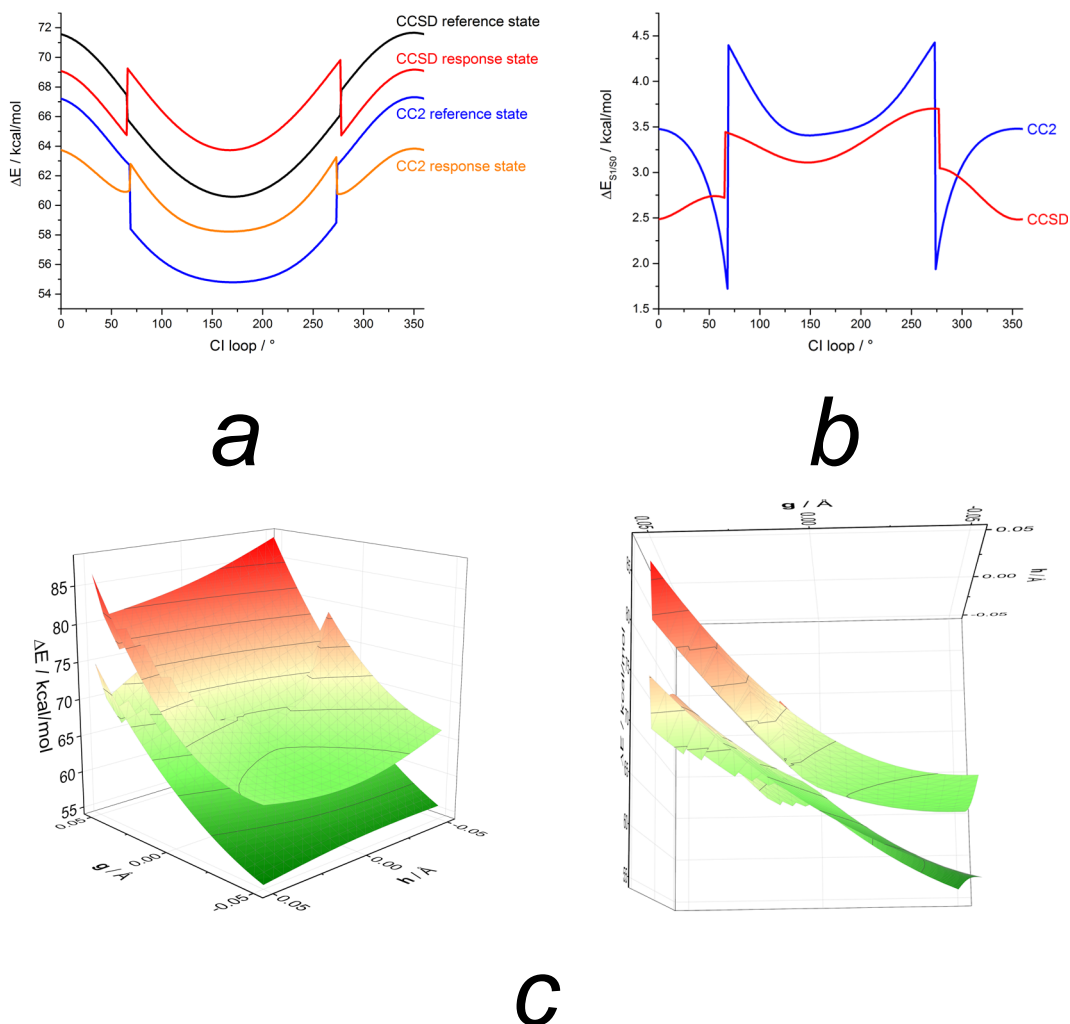 72
70
68
66
64
62
60
58
56
54
ΔE / kcal/mol
0 50 100 150 200 250 300 350
CI loop / °
CCSD reference state
CCSD response state
CC2 reference state
CC2 response state
a
4.5
4.0
3.5
3.0
2.5
2.0
1.5
ΔE S1/S0 / kcal/mol
0 50 100 150 200 250 300 350
CI loop / °
CC2
CCSD
b
85
80
75
70
65
60
55
ΔE / kcal/mol
0.05
0.00
-0.05
g / Å
0.05
0.00
-0.05
h / Å
g / Å
0.05 0.00 -0.05
0.05
0.00
-0.05
h / Å
ΔE / kcal/mol
c